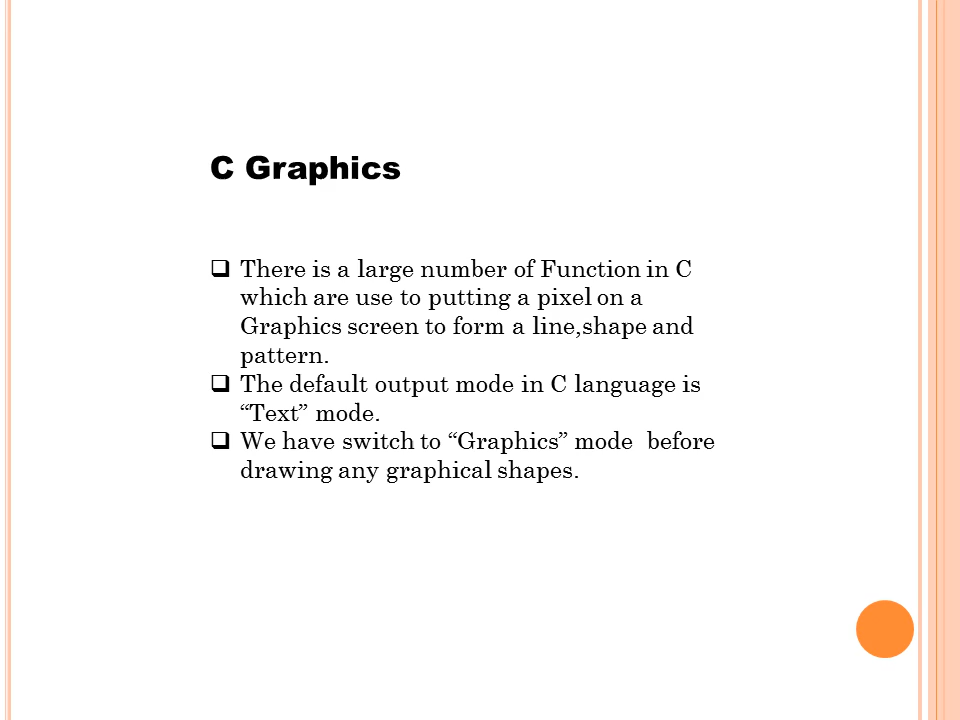 C Graphics
There is a large number of Function in C
which are use to putting a pixel on a
Graphics screen to form a line,shape and
pattern.
The default output mode in C language is
“Text” mode.
We have switch to “Graphics” mode  before
drawing any graphical shapes.